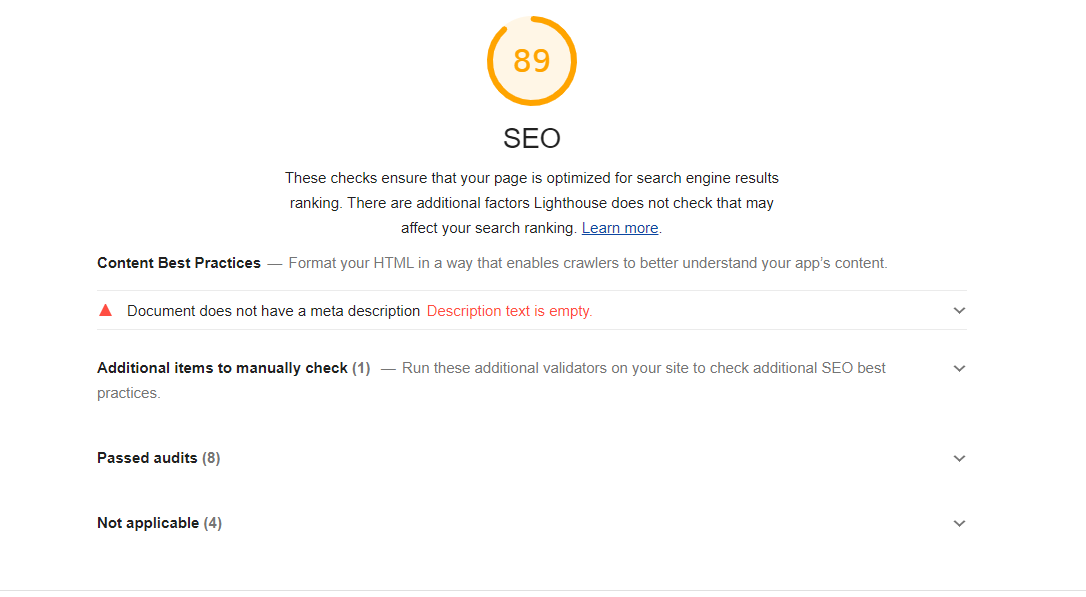 89
SEO
These checks ensure that your page is optimized for search engine results
ranking. There are additional factors Lighthouse does not check that may
affect your search ranking. Learn more.
Content Best Practices — Format your HTML in a way that enables crawlers to better understand your app’s content.
Document does not have a meta description Description text is empty.
Additional items to manually check (1) — Run these additional validators on your site to check additional SEO best
practices.
Passed audits (8)
Not applicable (4)